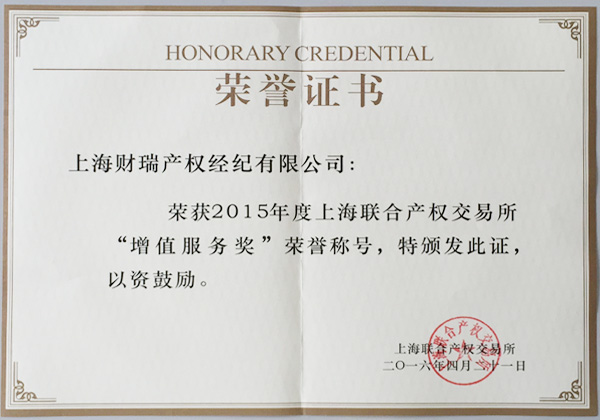 HONORARY CREDENTIAL
荣誉证书
上海财瑞产权经纪有限公司：
荣获2015年度上海联合产权交易所
“增值服务奖”荣誉称号，特颁发此证，
以资鼓励。
上海联合产权交易所
二〇一六年四月二十一日